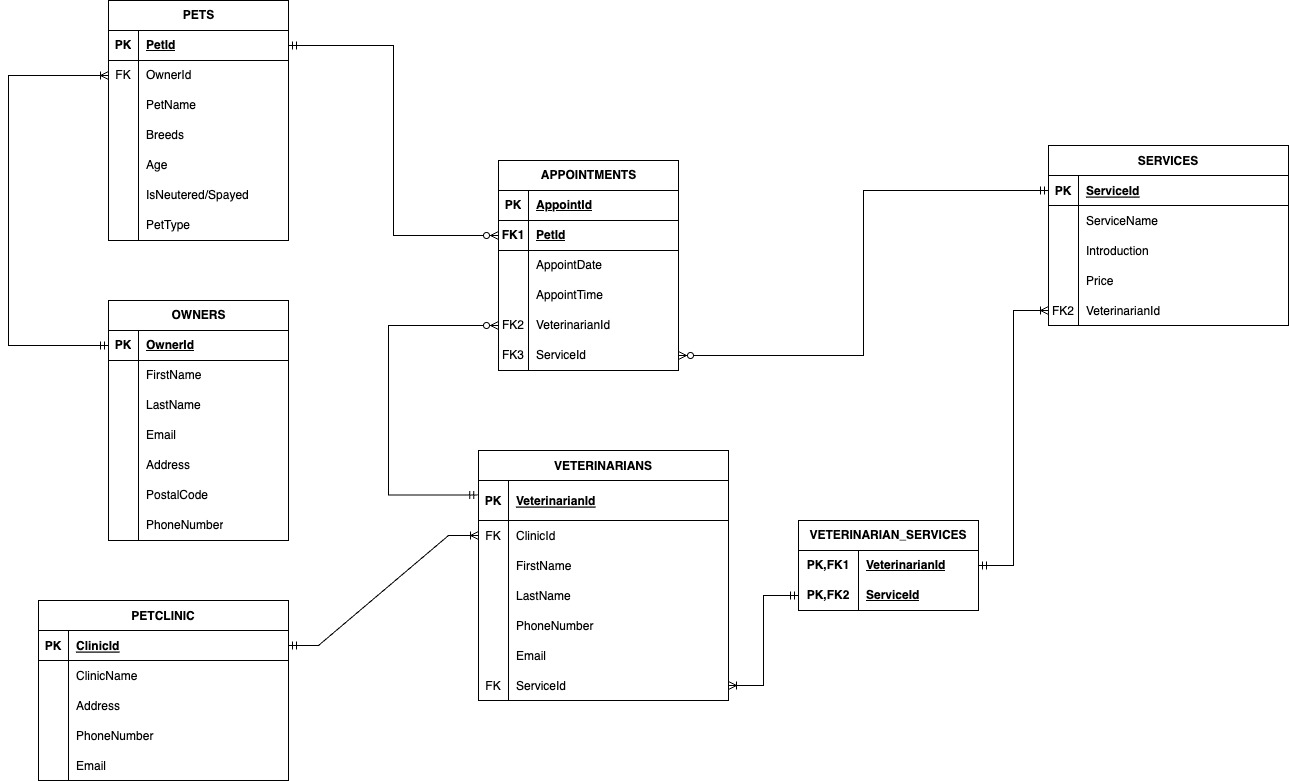 PETS
PK PetId
FK OwnerId
PetName
Breeds
Age
IsNeutered/Spayed
PetType
OWNERS
PK OwnerId
FirstName
LastName
Email
Address
PostalCode
PhoneNumber
PETCLINIC
PK ClinicId
ClinicName
Address
PhoneNumber
Email
APPOINTMENTS
PK AppointId
FK1 PetId
AppointDate
AppointTime
FK2 VeterinarianId
FK3 ServiceId
VETERINARIANS
PK VeterinarianId
FK ClinicId
FirstName
LastName
PhoneNumber
Email
FK ServiceId
VETERINARIAN_SERVICES
PK,FK1 VeterinarianId
PK,FK2 ServiceId
SERVICES
PK ServiceId
ServiceName
Introduction
Price
FK2 VeterinarianId